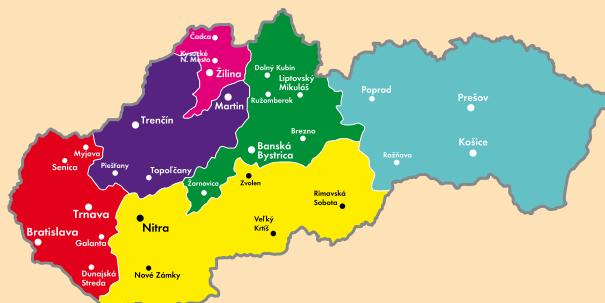 Čadca
Kysucké
N. Mesto
Žilina
Dolný Kubín
Liptovský
Mikuláš
Ružomberok
Martin
Trenčín
Poprad
Prešov
Košice
Rožňava
Brezno
Banská
Bystrica
Myjava
Senica
Piešťany
Topoľčany
Žarnovica
Zvolen
Rimavská
Sobota
Trnava
Bratislava
Galanta
Nitra
Veľký
Krtíš
Dunajská
Streda
Nové Zámky